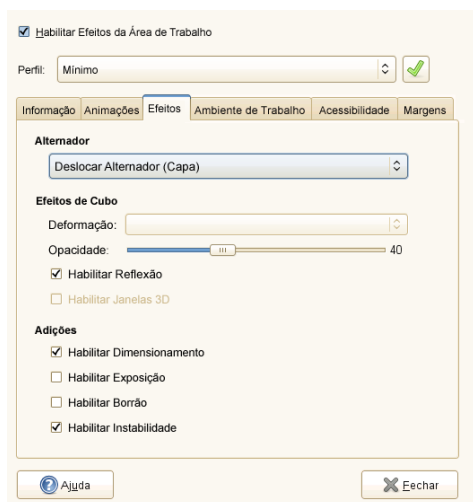 Habilitar Efeitos da Área de Trabalho
Perfil: Mínimo
Informação Animações Efeitos Ambiente de Trabalho Acessibilidade Margens
Alternador
Deslocar Alternador (Capa)
Efeitos de Cubo
Deformação:
Opacidade: 40
Habilitar Reflexão
Habilitar Janelas 3D
Adições
Habilitar Dimensionamento
Habilitar Exposição
Habilitar Borrão
Habilitar Instabilidade
Ajuda Fechar